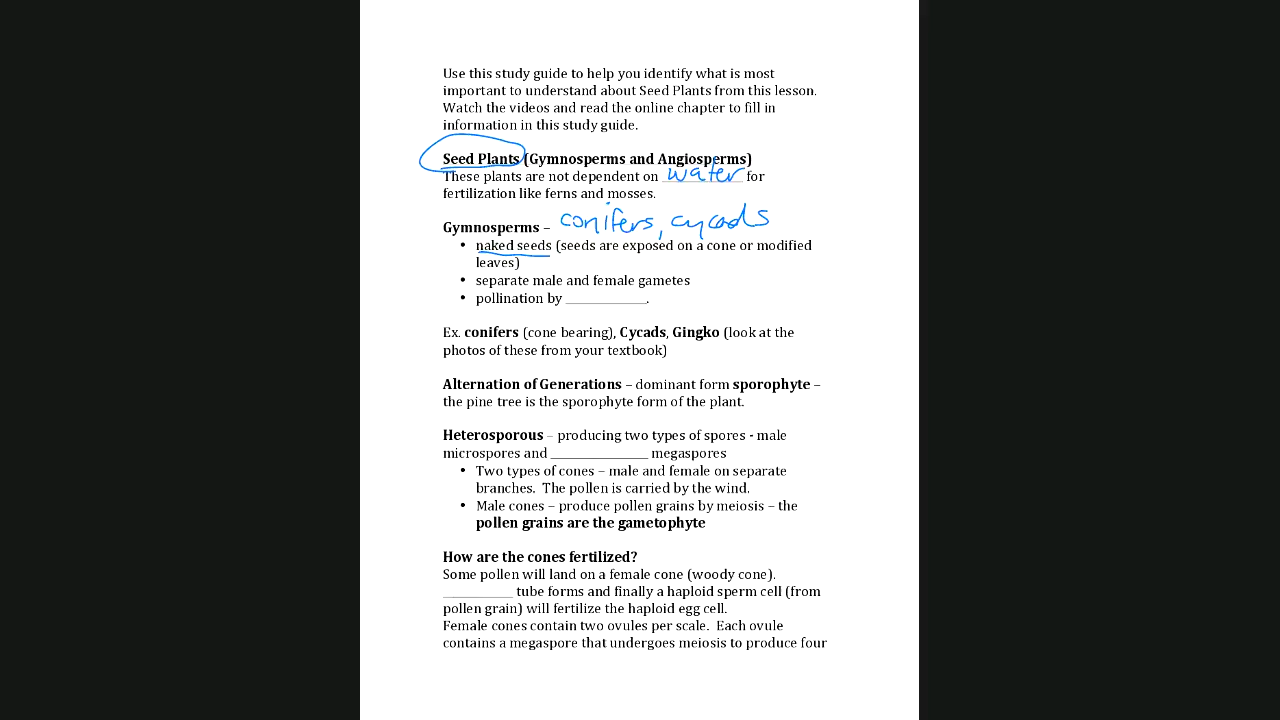 Use this study guide to help you identify what is most
important to understand about Seed Plants from this lesson.
Watch the videos and read the online chapter to fill in
information in this study guide.
Seed Plants (Gymnosperms and Angiosperms)
These plants are not dependent on water for
fertilization like ferns and mosses.
Gymnosperms – conifers, cycads
• naked seeds (seeds are exposed on a cone or modified
leaves)
• separate male and female gametes
• pollination by ____________.
Ex. conifers (cone bearing), Cycads, Gingko (look at the
photos of these from your textbook)
Alternation of Generations – dominant form sporophyte –
the pine tree is the sporophyte form of the plant.
Heterosporous – producing two types of spores - male
microspores and ______________ megaspores
• Two types of cones – male and female on separate
branches. The pollen is carried by the wind.
• Male cones – produce pollen grains by meiosis – the
pollen grains are the gametophyte
How are the cones fertilized?
Some pollen will land on a female cone (woody cone).
__________ tube forms and finally a haploid sperm cell (from
pollen grain) will fertilize the haploid egg cell.
Female cones contain two ovules per scale. Each ovule
contains a megaspore that undergoes meiosis to produce four